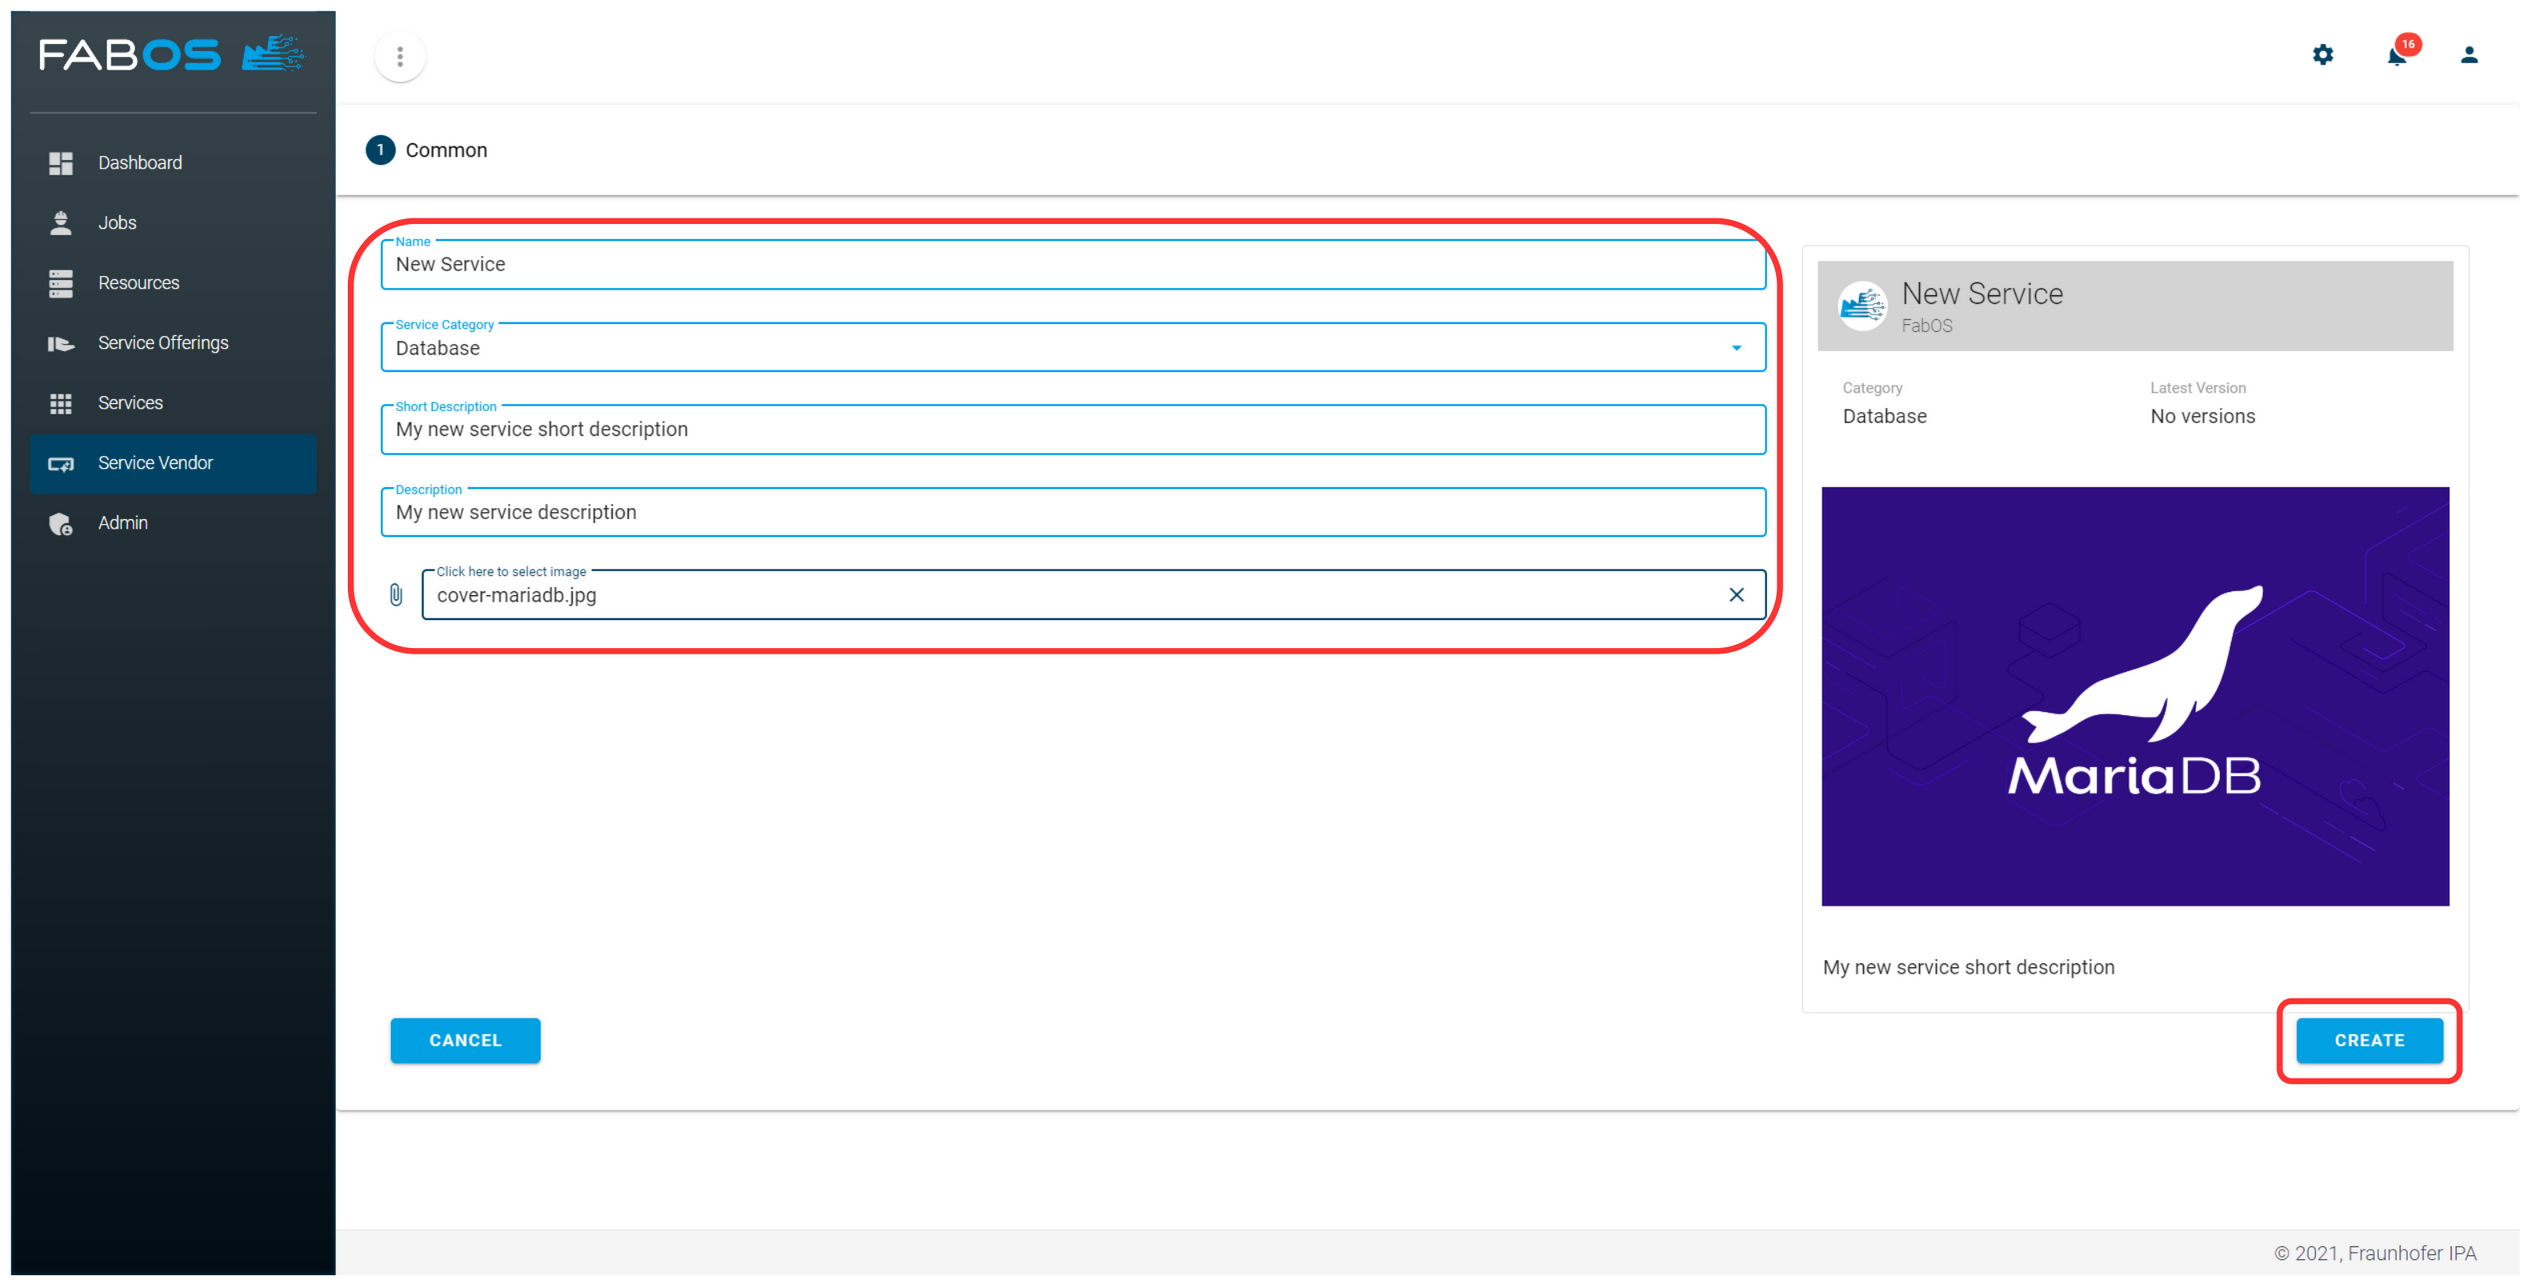 FABOS
16
Dashboard
Jobs
Resources
Service Offerings
Services
Service Vendor
Admin
1 Common
Name
New Service
Service Category
Database
Short Description
My new service short description
Description
My new service description
Click here to select image
cover-mariadb.jpg
CANCEL
New Service
FabOS
Category
Latest Version
Database
No versions
MariaDB
My new service short description
CREATE
© 2021, Fraunhofer IPA